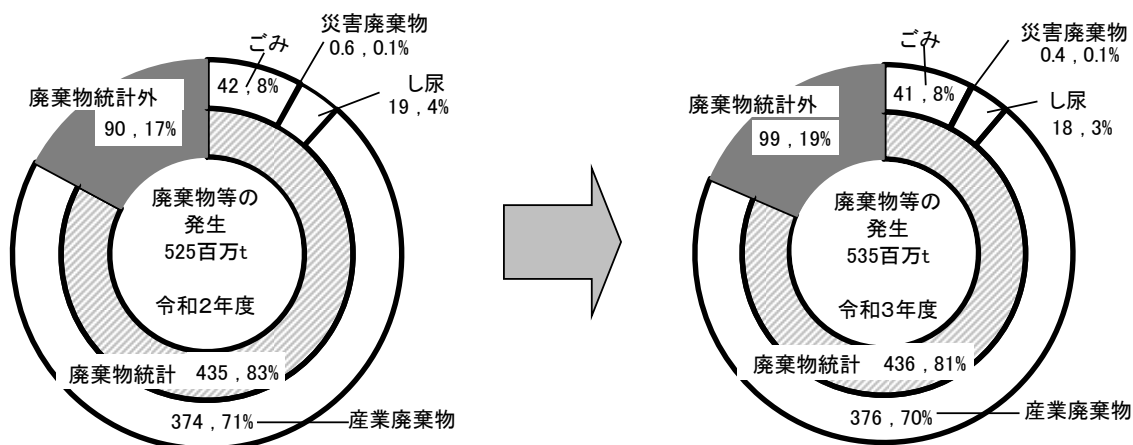 災害廃棄物
0.6 , 0.1%
ごみ
42 , 8%
し尿
19, 4%
廃棄物統計外
90 , 17%
廃棄物等の
発生
525百万t
令和2年度
廃棄物統計 435 , 83%
374 , 71%
産業廃棄物
災害廃棄物
0.4 , 0.1%
ごみ
41 , 8%
し尿
18 , 3%
廃棄物統計外
99 , 19%
廃棄物等の
発生
535百万t
令和3年度
廃棄物統計 436 , 81%
376 , 70%
産業廃棄物